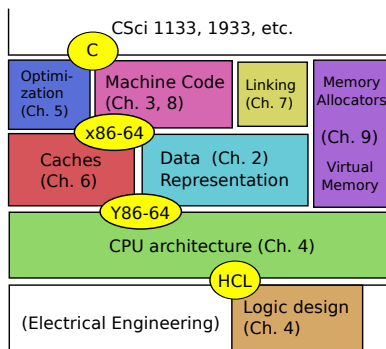 CSci 1133, 1933, etc.
C
Optimi-
zation
(Ch. 5)
Machine Code
(Ch. 3, 8)
Linking
(Ch. 7)
Memory
Allocators
(Ch. 9)
Virtual
Memory
x86-64
Caches
(Ch. 6)
Data (Ch. 2)
Representation
Y86-64
CPU architecture (Ch. 4)
HCL
(Electrical Engineering)
Logic design
(Ch. 4)